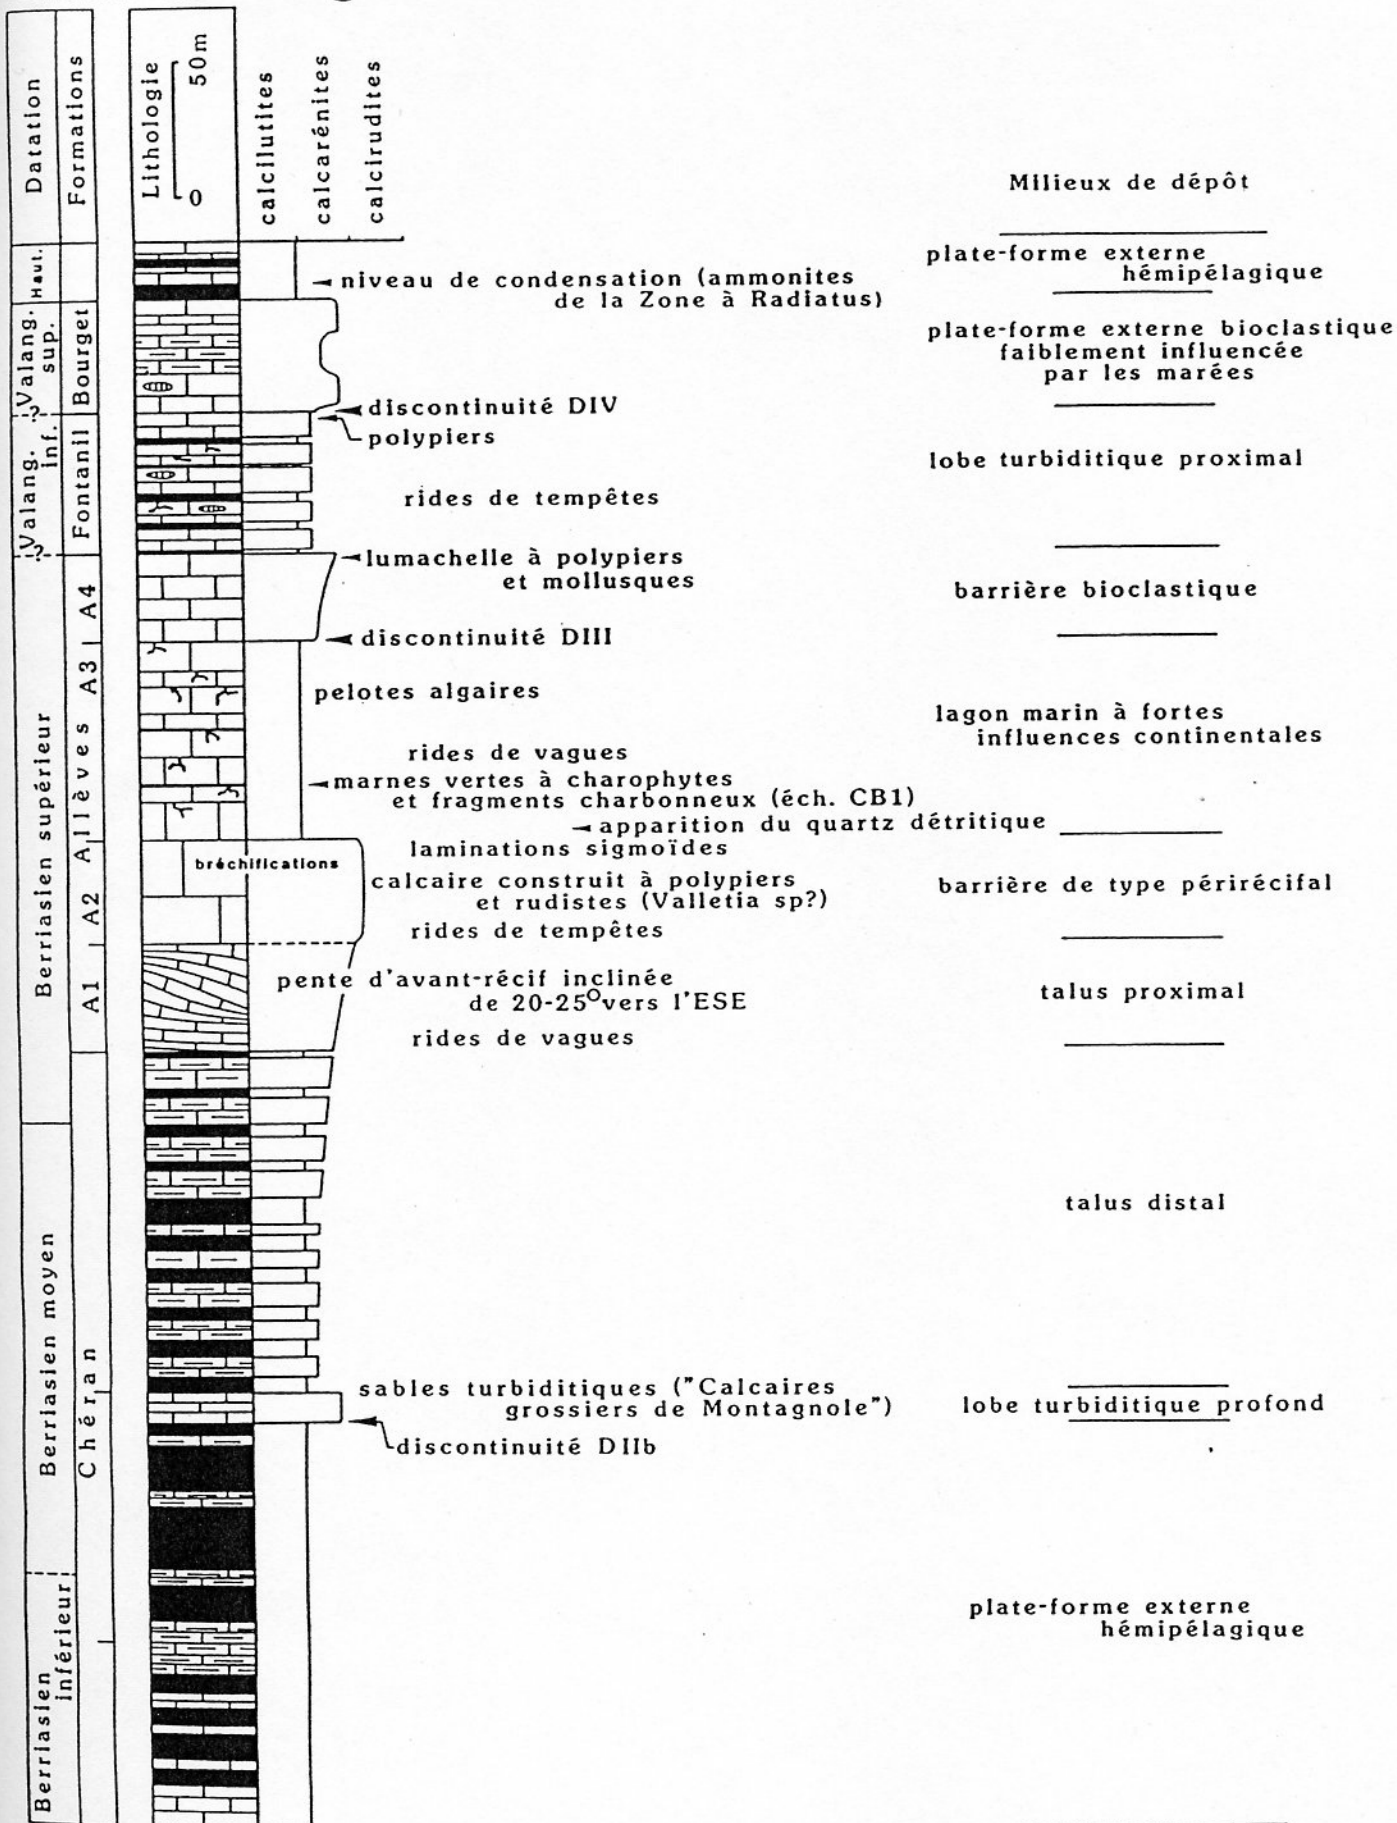 Datation
Formations
Lithologie
50m
0
calcilutites
calcarénites
calcirudites
Milieux de dépôt
Haut.
plate-forme externe
hémipélagique
niveau de condensation (ammonites
de la Zone à Radiatus)
Valang.
sup.
Bourget
plate-forme externe bioclastique
faiblement influencée
par les marées
?
discontinuité DIV
polypiers
Valang.
inf.
Fontanil
lobe turbiditique proximal
rides de tempêtes
?
lumachelle à polypiers
et mollusques
barrière bioclastique
discontinuité DIII
Berriasien supérieur
Allèves
A4
A3
A2
A1
pelotes algaires
lagon marin à fortes
influences continentales
rides de vagues
marnes vertes à charophytes
et fragments charbonneux (éch. CB1)
apparition du quartz détritique
laminations sigmoïdes
bréchifications
calcaire construit à polypiers
et rudistes (Valletia sp?)
barrière de type périrécifal
rides de tempêtes
pente d'avant-récif inclinée
de 20-25° vers l'ESE
talus proximal
rides de vagues
Berriasien moyen
Chéran
talus distal
sables turbiditiques ("Calcaires
grossiers de Montagnole")
lobe turbiditique profond
discontinuité DIIb
Berriasien
inférieur
plate-forme externe
hémipélagique